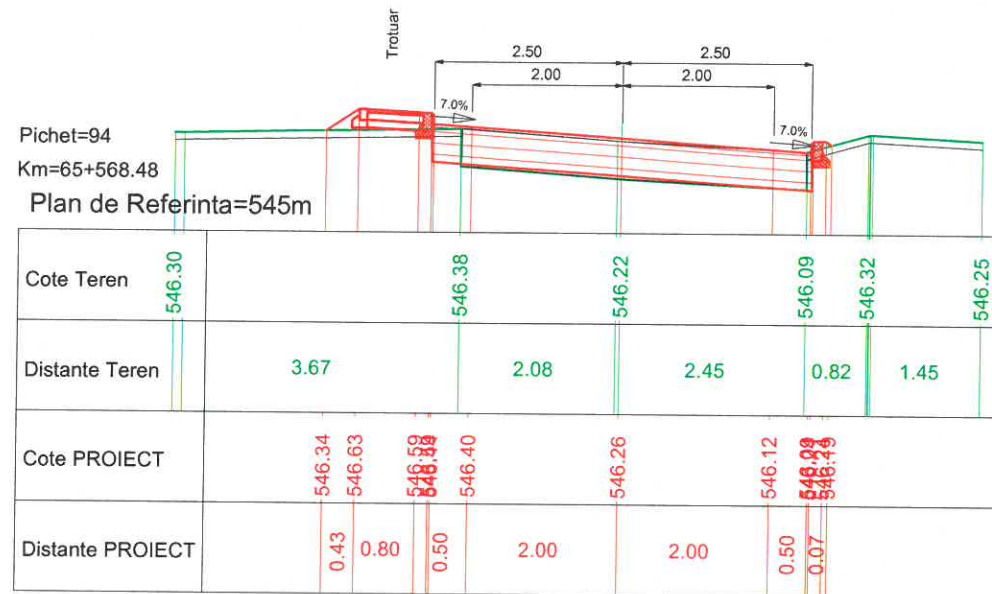 Trotuar
2.50 2.50
2.00 2.00
7.0%
7.0%
Pichet=94
Km=65+568.48
Plan de Referinta=545m
Cote Teren 546.30 546.38 546.22 546.09 546.32 546.25
Distante Teren 3.67 2.08 2.45 0.82 1.45
Cote PROIECT 546.34 546.63 546.59 546.40 546.26 546.12 546.19
Distante PROIECT 0.43 0.80 0.50 2.00 2.00 0.50 0.07